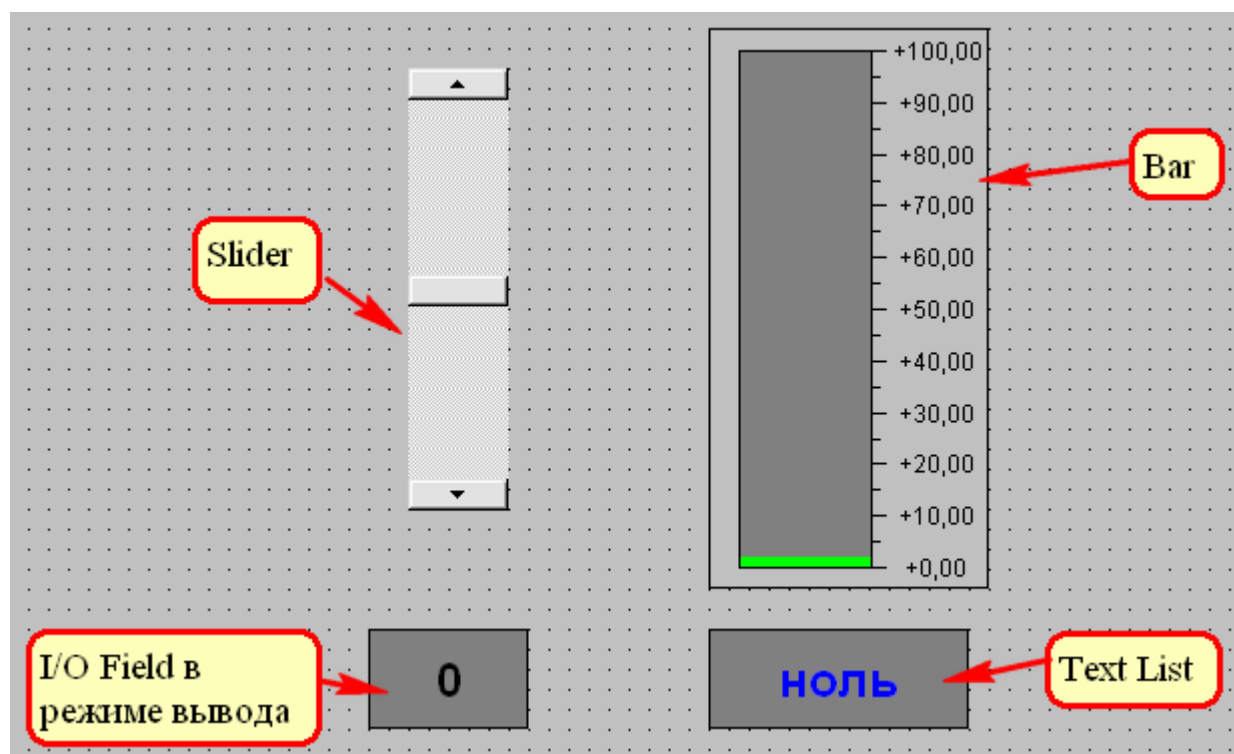 +100,00
+90,00
+80,00
Bar
+70,00
Slider
+60,00
+50,00
+40,00
+30,00
+20,00
+10,00
+0,00
I/O Field в
режиме вывода
0
ноль
Text List